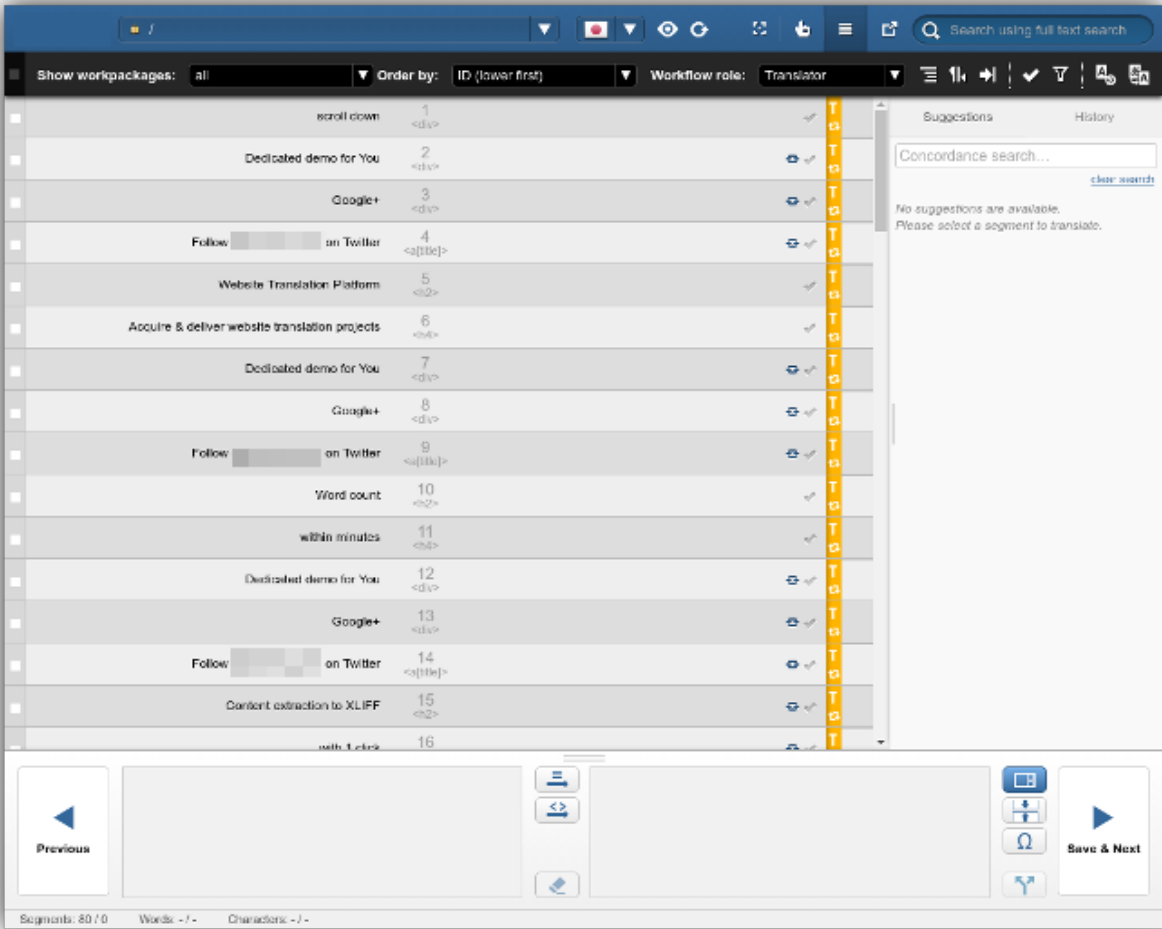 /
Search using full text search
Show workpackages: all Order by: ID (lower first) Workflow role: Translator
Suggestions History
Concordance search...
clear search
No suggestions are available.
Please select a segment to translate.
scroll down 1
<div>
Dedicated demo for You 2
<div>
Google+ 3
<div>
Follow on Twitter 4
<a[title]>
Website Translation Platform 5
<h2>
Acquire & deliver website translation projects 6
<h4>
Dedicated demo for You 7
<div>
Google+ 8
<div>
Follow on Twitter 9
<a[title]>
Word count 10
<h2>
within minutes 11
<h4>
Dedicated demo for You 12
<div>
Google+ 13
<div>
Follow on Twitter 14
<a[title]>
Content extraction to XLIFF 15
<h2>
with 1 click 16
Previous
Save & Next
Segments: 80 / 0 Words: - / - Characters: - / -